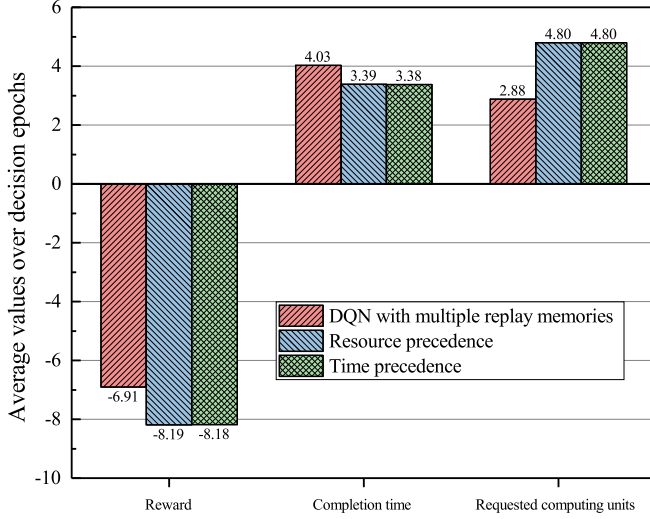 Average values over decision epochs
6
4
2
0
-2
-4
-6
-8
-10
4.03
3.39
3.38
2.88
4.80
4.80
-6.91
-8.19
-8.18
DQN with multiple replay memories
Resource precedence
Time precedence
Reward
Completion time
Requested computing units